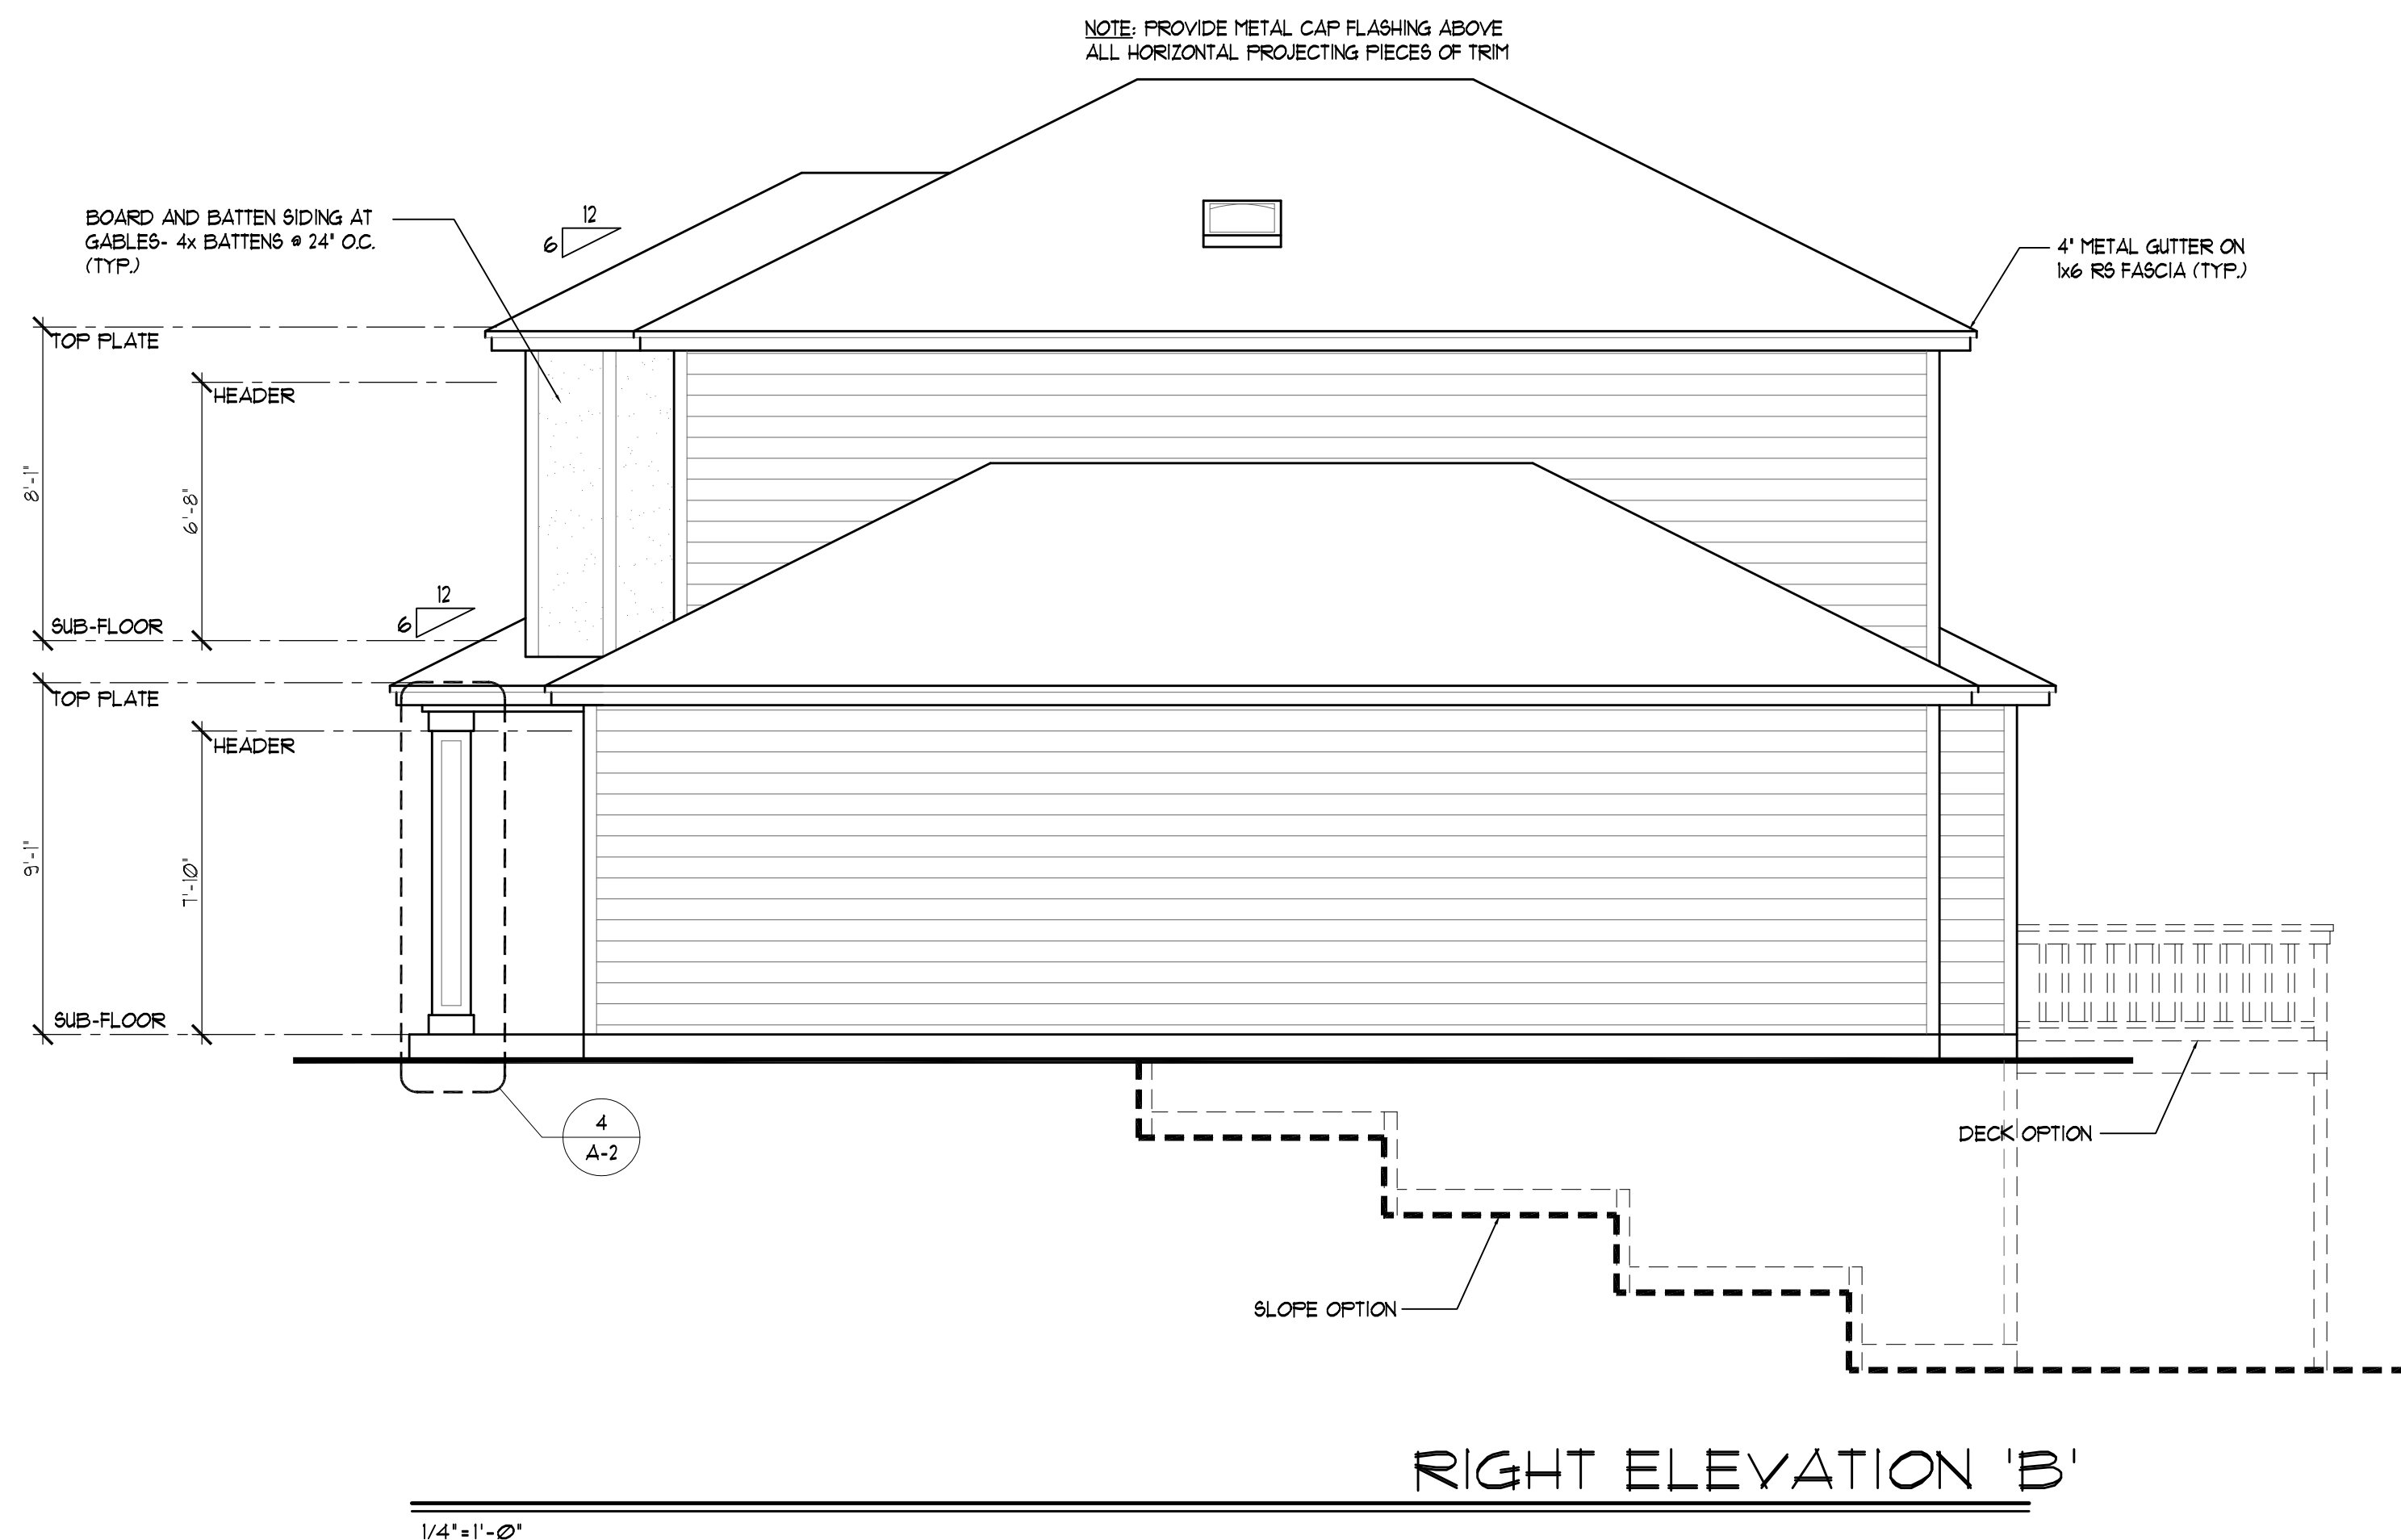 NOTE: PROVIDE METAL CAP FLASHING ABOVE
ALL HORIZONTAL PROJECTING PIECES OF TRIM
BOARD AND BATTEN SIDING AT
GABLES- 4x BATTENS @ 24" O.C.
(TYP.)
12
6
4" METAL GUTTER ON
1x6 RS FASCIA (TYP.)
TOP PLATE
HEADER
8'-1"
6'-8"
12
6
SUB-FLOOR
TOP PLATE
HEADER
9'-1"
7'-10"
SUB-FLOOR
4
A-2
DECK OPTION
SLOPE OPTION
RIGHT ELEVATION 'B'
1/4"=1'-0"